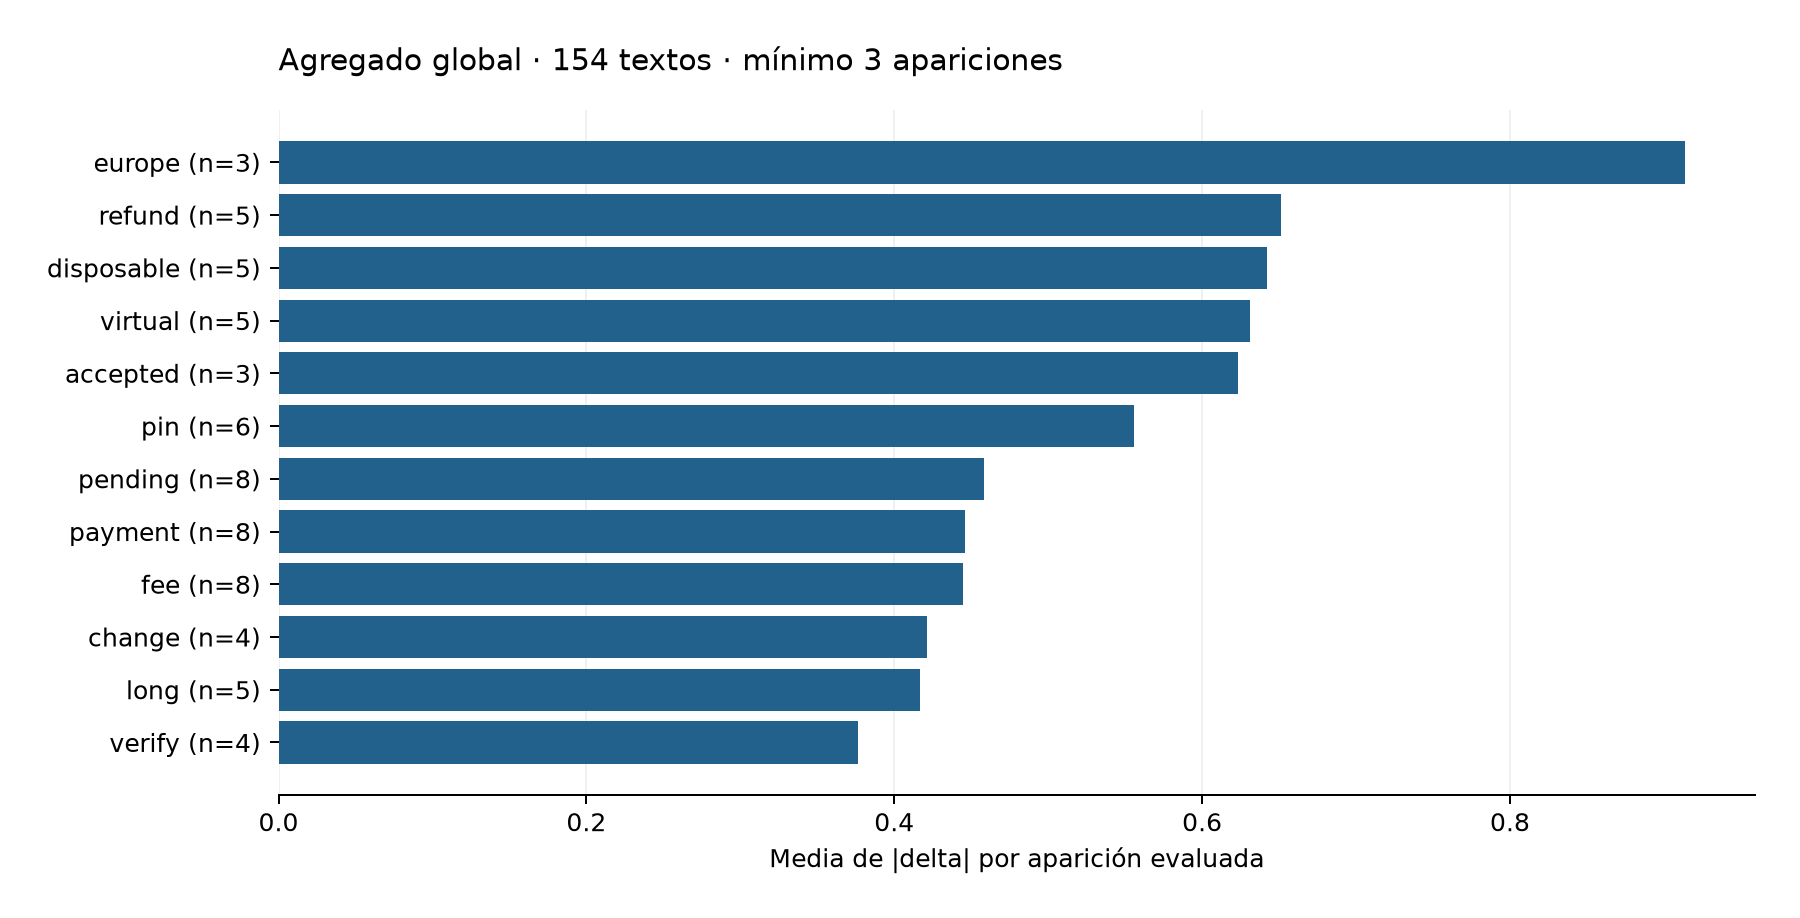 Agregado global · 154 textos · mínimo 3 apariciones
europe (n=3)
refund (n=5)
disposable (n=5)
virtual (n=5)
accepted (n=3)
pin (n=6)
pending (n=8)
payment (n=8)
fee (n=8)
change (n=4)
long (n=5)
verify (n=4)
0.0 0.2 0.4 0.6 0.8
Media de |delta| por aparición evaluada